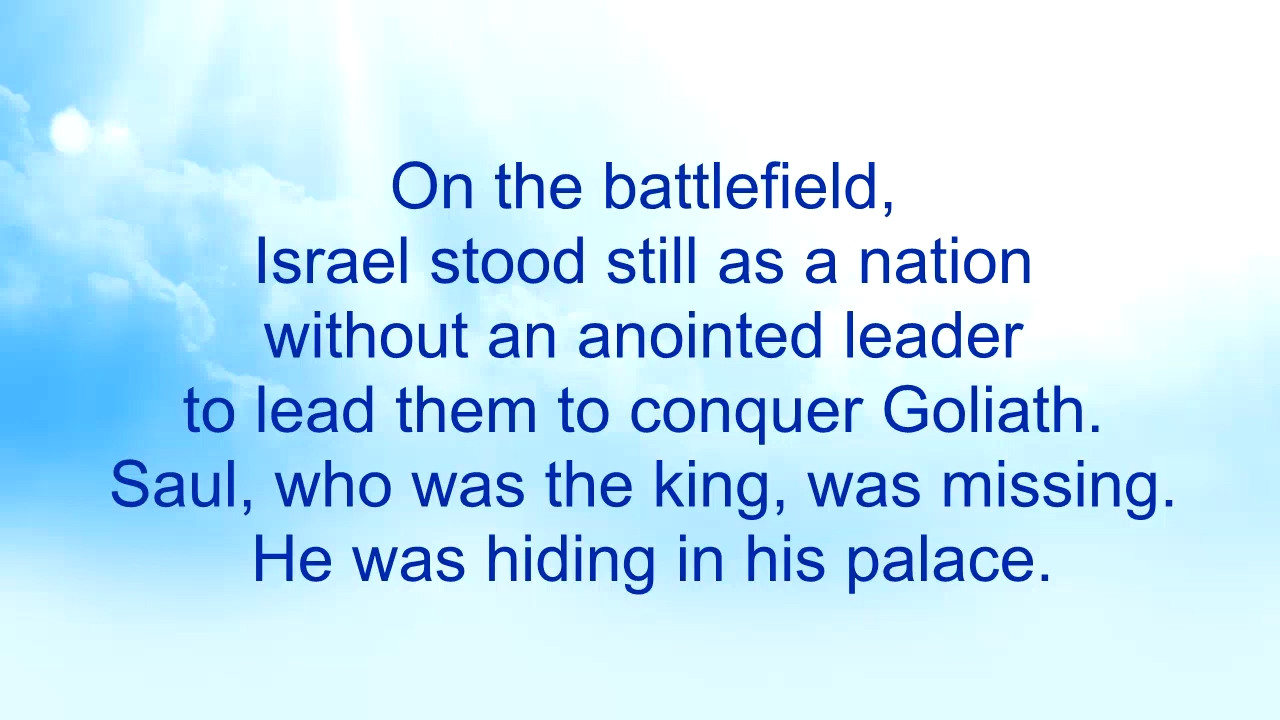 On the battlefield,
Israel stood still as a nation
without an anointed leader
to lead them to conquer Goliath.
Saul, who was the king, was missing.
He was hiding in his palace.